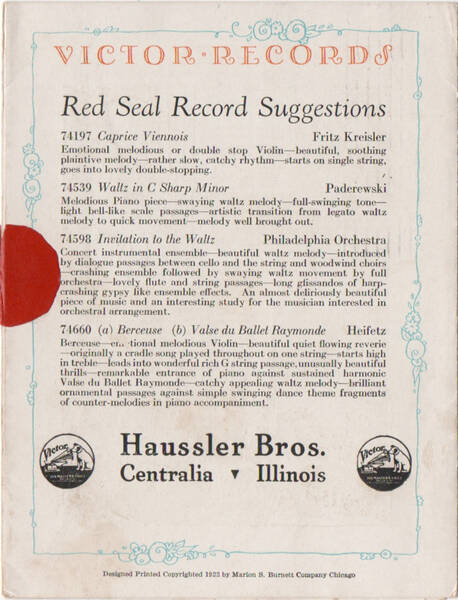 VICTOR·RECORDS
Red Seal Record Suggestions
74197 Caprice Viennois Fritz Kreisler
Emotional melodious or double stop Violin—beautiful, soothing
plaintive melody—rather slow, catchy rhythm—starts on single string,
goes into lovely double-stopping.
74539 Waltz in C Sharp Minor Paderewski
Melodious Piano piece—swaying waltz melody—full-swinging tone—
light bell-like scale passages—artistic transition from legato waltz
melody to quick movement—melody well brought out.
74598 Invitation to the Waltz Philadelphia Orchestra
Concert instrumental ensemble—beautiful waltz melody—introduced
by dialogue passages between cello and the string and woodwind choirs
—crashing ensemble followed by swaying waltz movement by full
orchestra—lovely flute and string passages—long glissandos of harp-
crashing gypsy like ensemble effects. An almost deliriously beautiful
piece of music and an interesting study for the musician interested in
orchestral arrangement.
74660 (a) Berceuse (b) Valse du Ballet Raymonde Heifetz
Berceuse—e tional melodious Violin—beautiful quiet flowing reverie
—originally a cradle song played throughout on one string—starts high
in treble—leads into wonderful rich G string passage, unusually beautiful
thrills—remarkable entrance of piano against sustained harmonic
Valse du Ballet Raymonde—catchy appealing waltz melody—brilliant
ornamental passages against simple swinging dance theme fragments
of counter-melodies in piano accompaniment.
Haussler Bros.
Centralia ▼ Illinois
Victor
Victor
Designed Printed Copyrighted 1922 by Marion S. Burnett Company Chicago